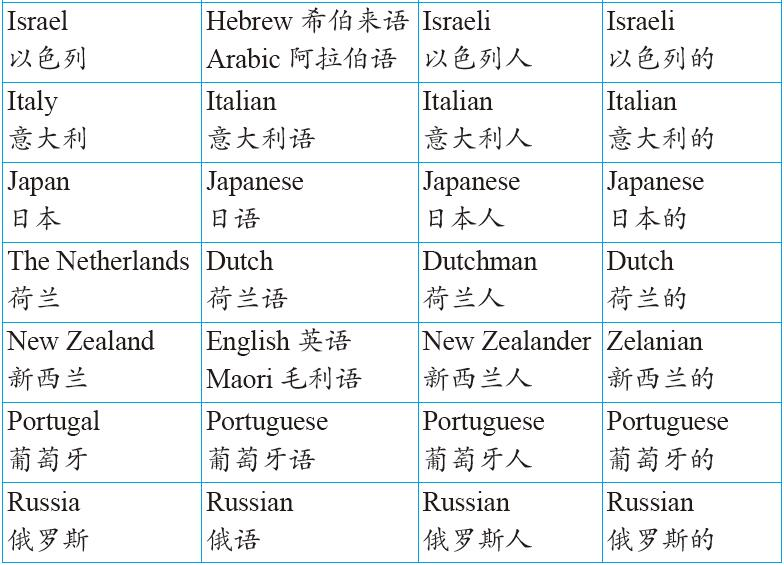 Israel
以色列
Hebrew 希伯来语
Arabic 阿拉伯语
Israeli
以色列人
Israeli
以色列的
Italy
意大利
Italian
意大利语
Italian
意大利人
Italian
意大利的
Japan
日本
Japanese
日语
Japanese
日本人
Japanese
日本的
The Netherlands
荷兰
Dutch
荷兰语
Dutchman
荷兰人
Dutch
荷兰的
New Zealand
新西兰
English 英语
Maori 毛利语
New Zealander
新西兰人
Zelanian
新西兰的
Portugal
葡萄牙
Portuguese
葡萄牙语
Portuguese
葡萄牙人
Portuguese
葡萄牙的
Russia
俄罗斯
Russian
俄语
Russian
俄罗斯人
Russian
俄罗斯的